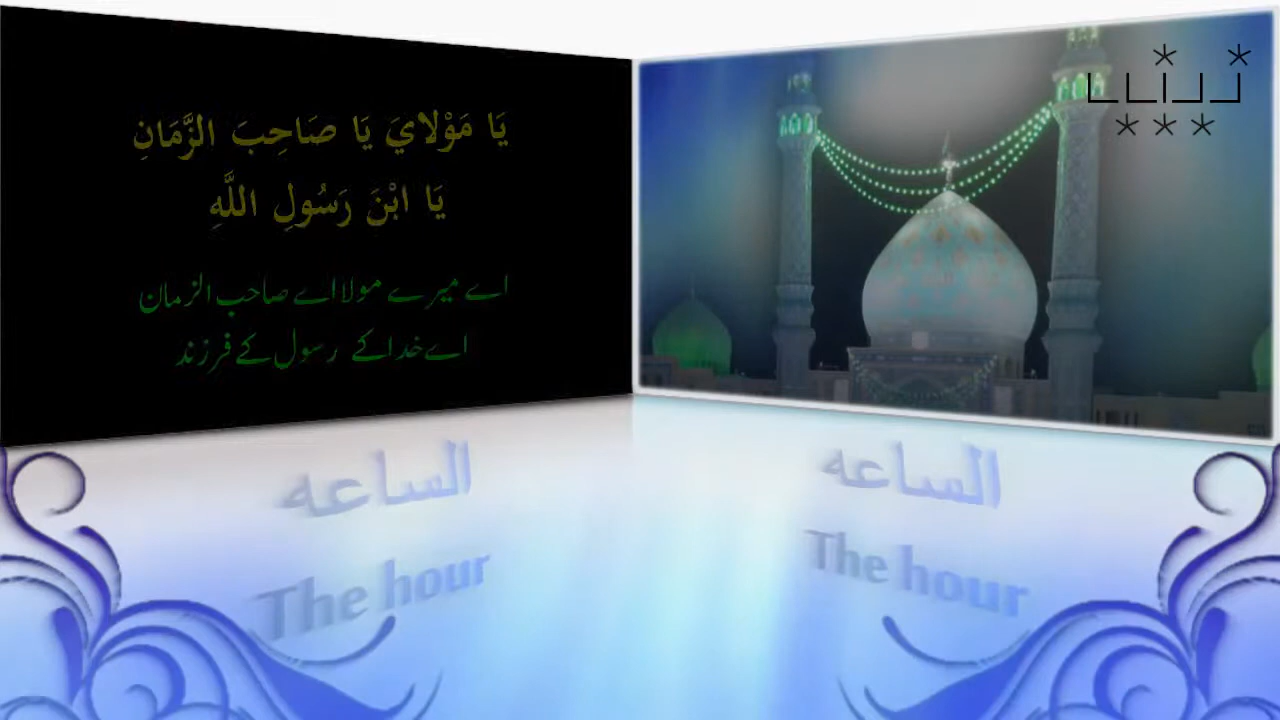 يَا مَوْلايَ يَا صَاحِبَ الزَّمَانِ
يَا ابْنَ رَسُولِ اللَّهِ
اے میرے مولا اے صاحب الزمان
اے خدا کے رسول کے فرزند
الساعه
The hour
الساعه
The hour